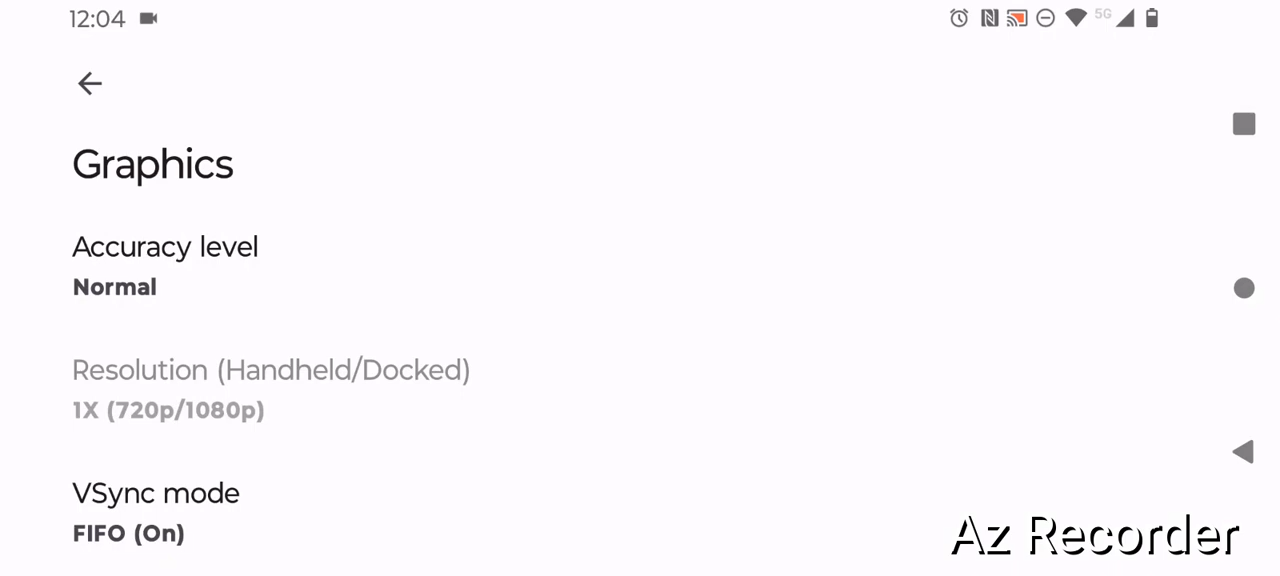 12:04
5G
Graphics
Accuracy level
Normal
Resolution (Handheld/Docked)
1X (720p/1080p)
VSync mode
FIFO (On)
Az Recorder